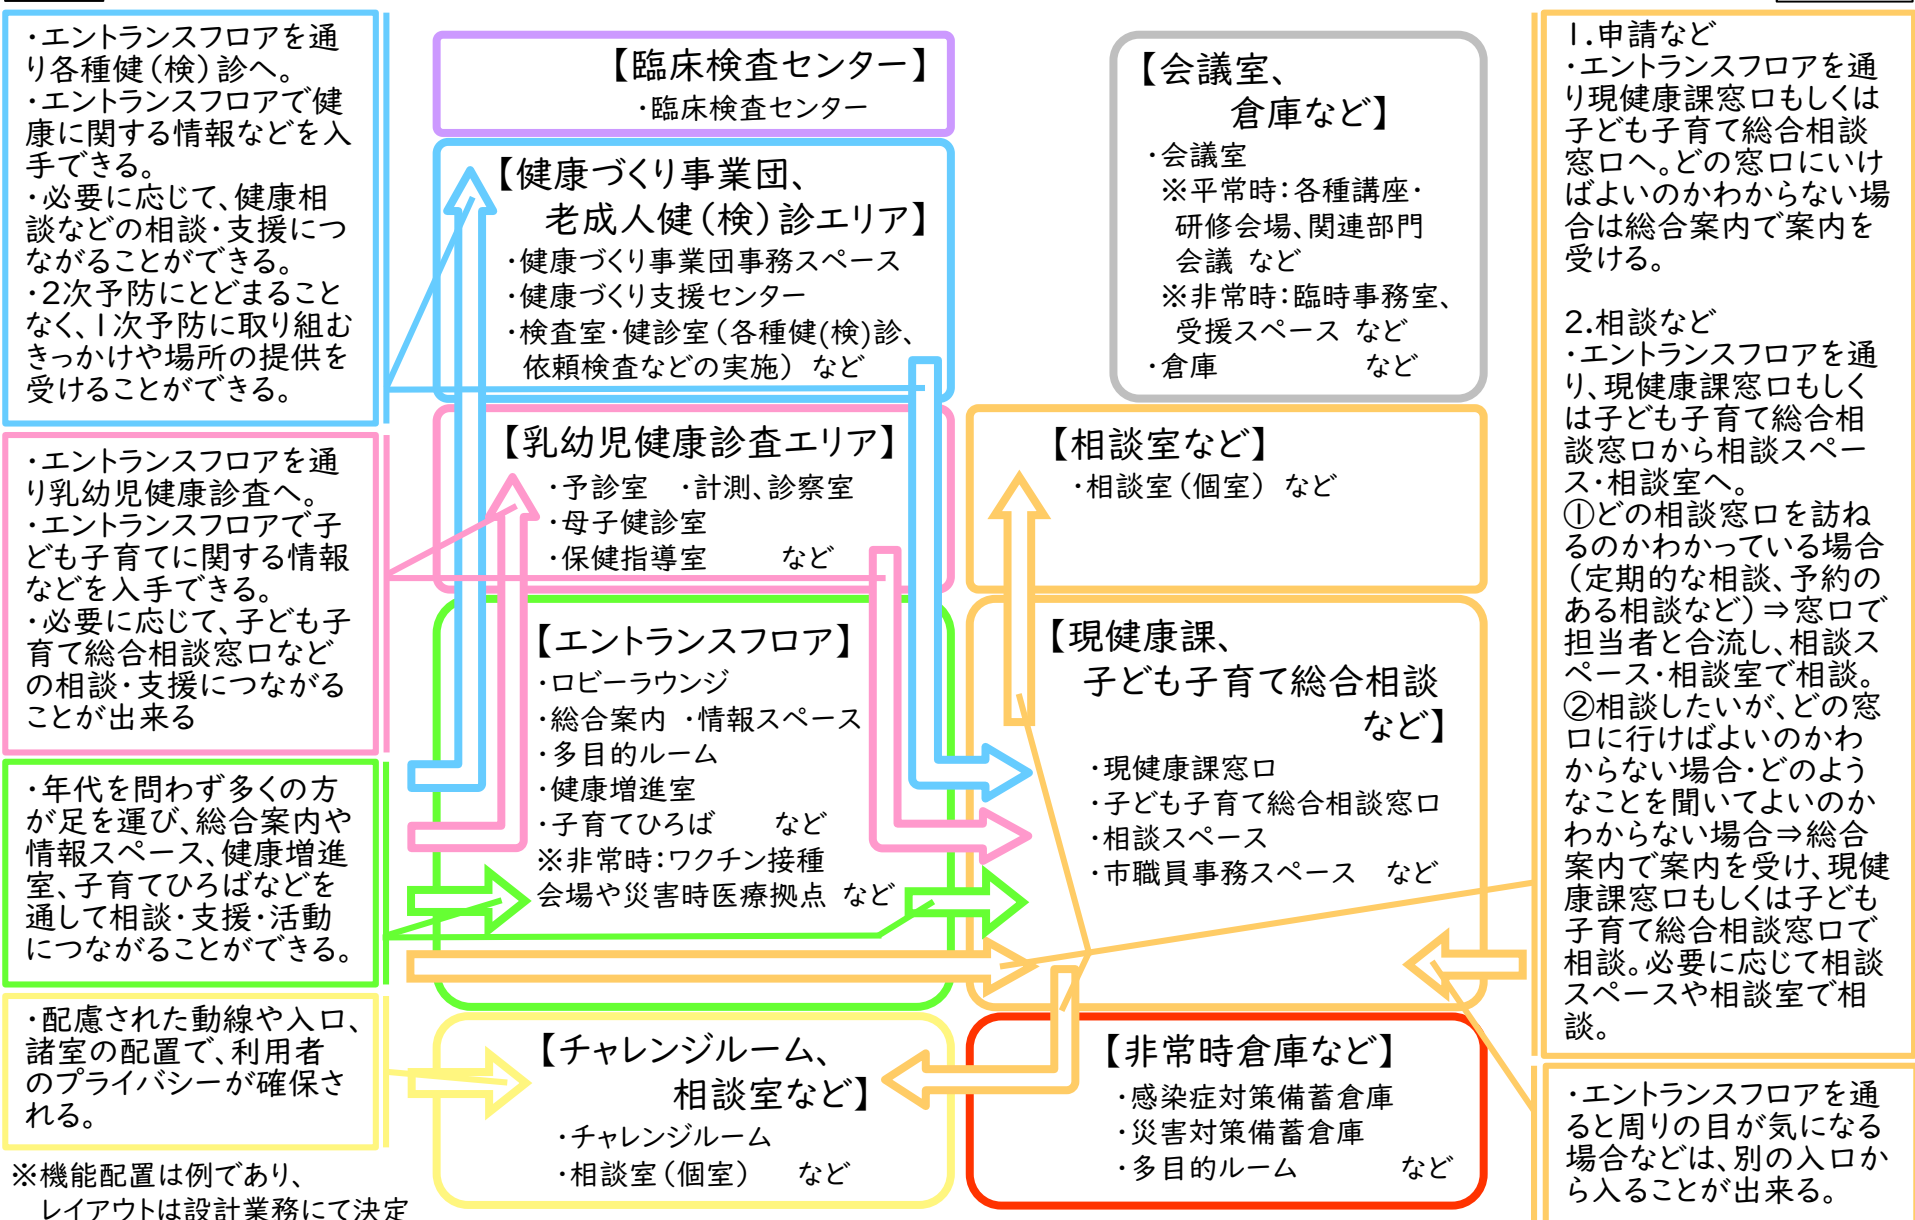 ・エントランスフロアを通
り各種健（検）診へ。
・エントランスフロアで健
康に関する情報などを入
手できる。
・必要に応じて、健康相
談などの相談・支援につ
ながることができる。
・2次予防にとどまること
なく、1次予防に取り組む
きっかけや場所の提供を
受けることができる。
・エントランスフロアを通
り乳幼児健康診査へ。
・エントランスフロアで子
ども子育てに関する情報
などを入手できる。
・必要に応じて、子ども子
育て総合相談窓口など
の相談・支援につながる
ことが出来る
・年代を問わず多くの方
が足を運び、総合案内や
情報スペース、健康増進
室、子育てひろばなどを
通して相談・支援・活動
につながることができる。
・配慮された動線や入口、
諸室の配置で、利用者
のプライバシーが確保さ
れる。
※機能配置は例であり、
レイアウトは設計業務にて決定
【臨床検査センター】
・臨床検査センター
【健康づくり事業団、
老成人健（検）診エリア】
・健康づくり事業団事務スペース
・健康づくり支援センター
・検査室・健診室（各種健(検)診、
依頼検査などの実施） など
【乳幼児健康診査エリア】
・予診室 ・計測、診察室
・母子健診室
・保健指導室 など
【エントランスフロア】
・ロビーラウンジ
・総合案内 ・情報スペース
・多目的ルーム
・健康増進室
・子育てひろば など
※非常時：ワクチン接種
会場や災害時医療拠点 など
【チャレンジルーム、
相談室など】
・チャレンジルーム
・相談室（個室） など
【会議室、
倉庫など】
・会議室
※平常時：各種講座・
研修会場、関連部門
会議 など
※非常時：臨時事務室、
受援スペース など
・倉庫 など
【相談室など】
・相談室（個室） など
【現健康課、
子ども子育て総合相談
など】
・現健康課窓口
・子ども子育て総合相談窓口
・相談スペース
・市職員事務スペース など
【非常時倉庫など】
・感染症対策備蓄倉庫
・災害対策備蓄倉庫
・多目的ルーム など
1.申請など
・エントランスフロアを通
り現健康課窓口もしくは
子ども子育て総合相談
窓口へ。どの窓口にいけ
ばよいのかわからない場
合は総合案内で案内を
受ける。
2.相談など
・エントランスフロアを通
り、現健康課窓口もしく
は子ども子育て総合相
談窓口から相談スペー
ス・相談室へ。
①どの相談窓口を訪ね
るのかわかっている場合
（定期的な相談、予約の
ある相談など）⇒窓口で
担当者と合流し、相談ス
ペース・相談室で相談。
②相談したいが、どの窓
口に行けばよいのかわ
からない場合・どのよう
なことを聞いてよいのか
わからない場合⇒総合
案内で案内を受け、現健
康課窓口もしくは子ども
子育て総合相談窓口で
相談。必要に応じて相談
スペースや相談室で相
談。
・エントランスフロアを通
ると周りの目が気になる
場合などは、別の入口か
ら入ることが出来る。